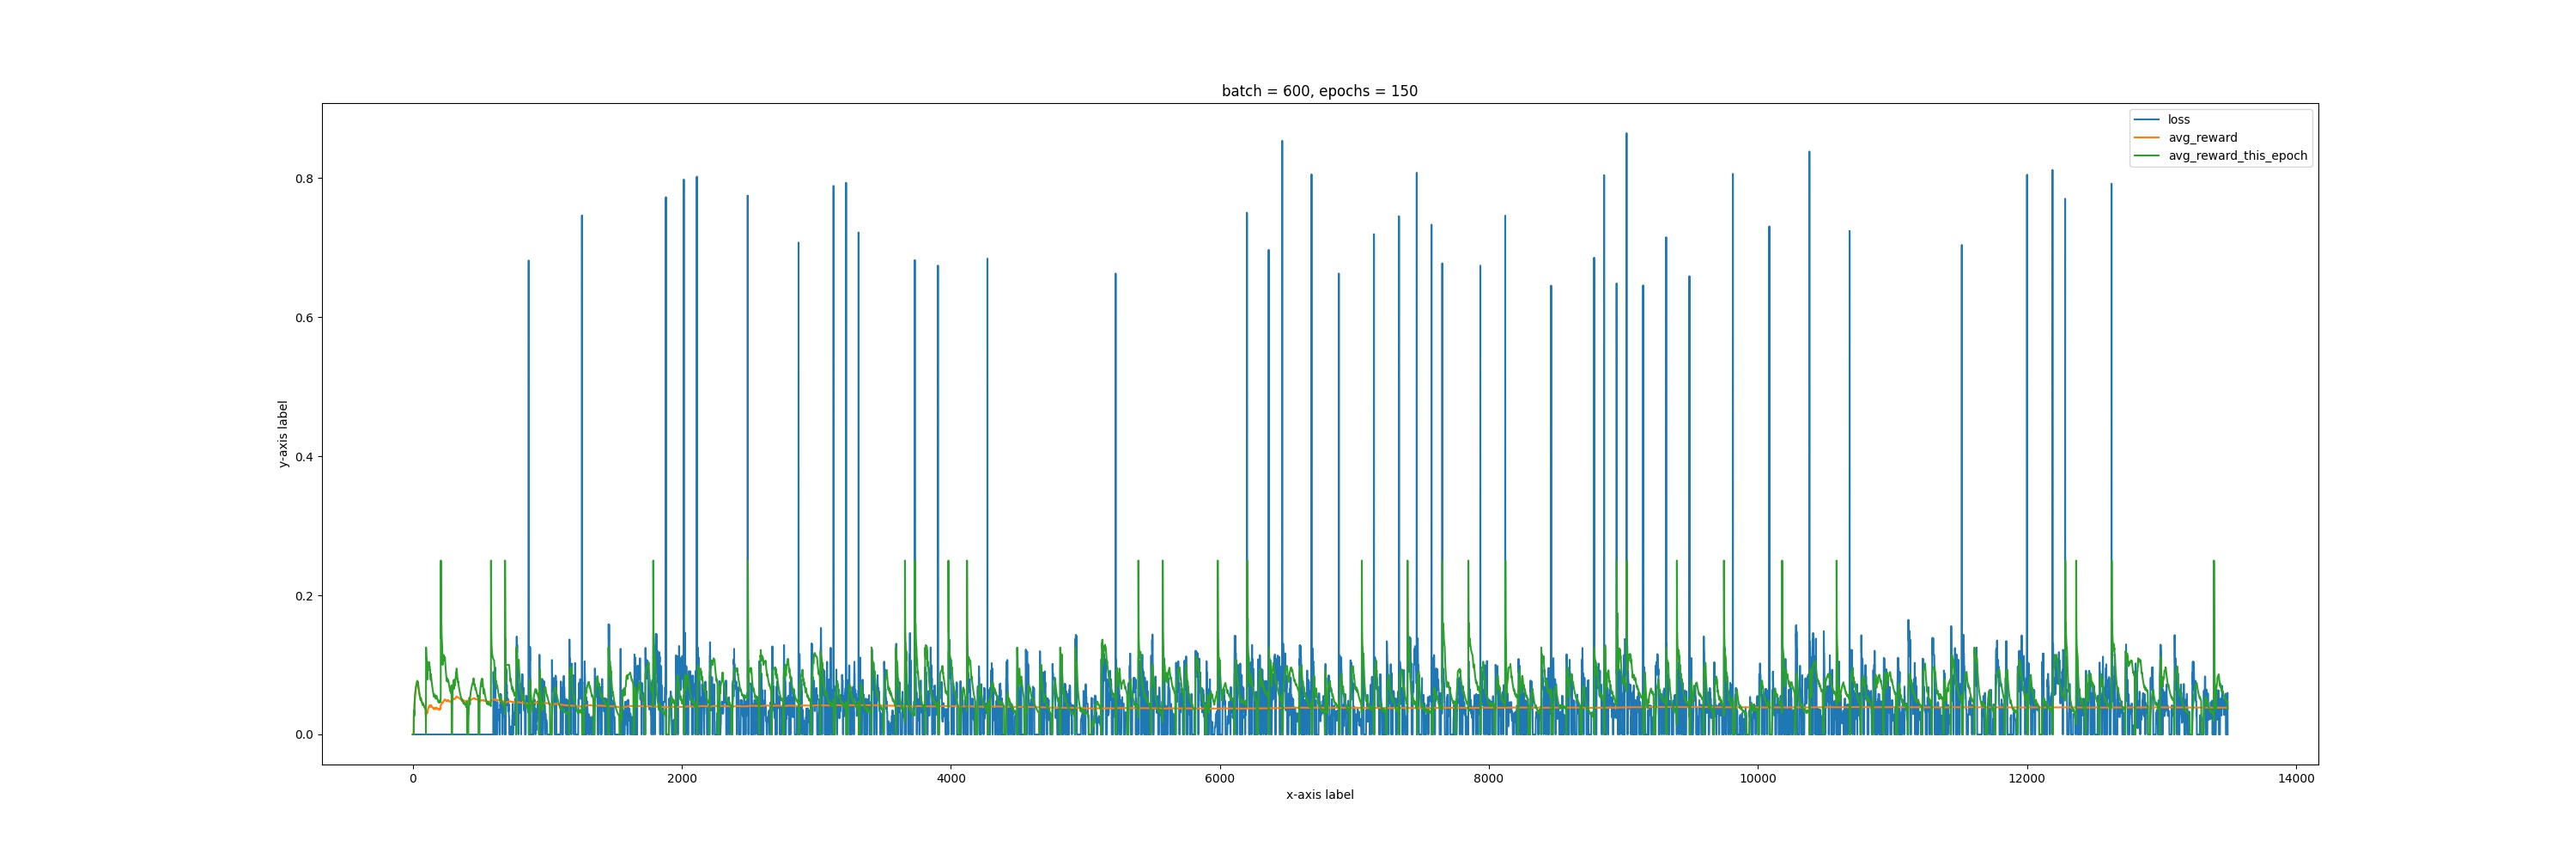 batch = 600, epochs = 150
loss
avg_reward
avg_reward_this_epoch
0.8
0.6
0.4
0.2
0.0
y-axis label
0 2000 4000 6000 8000 10000 12000 14000
x-axis label